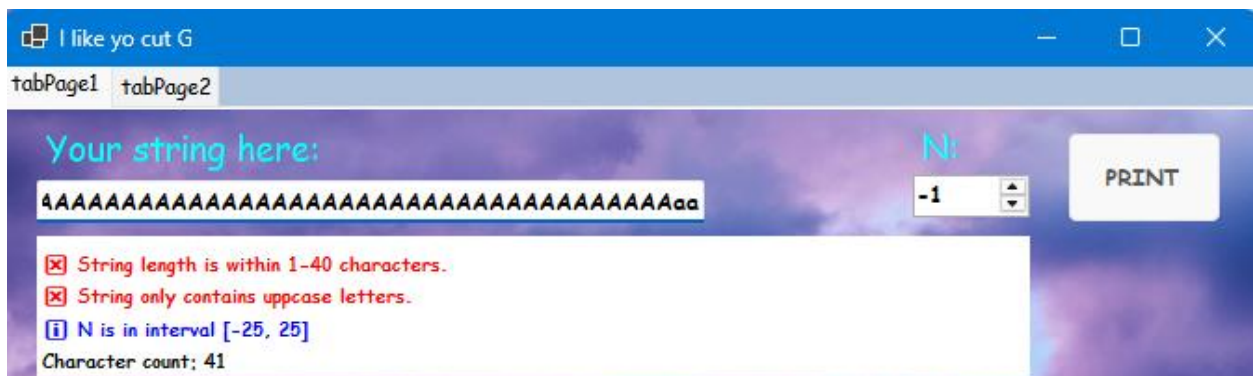 I like yo cut G
tabPage1 tabPage2
Your string here: N:
AAAAAAAAAAAAAAAAAAAAAAAAAAAAAAAAAAAAAAAaa -1 PRINT
String length is within 1-40 characters.
String only contains uppcase letters.
N is in interval [-25, 25]
Character count: 41